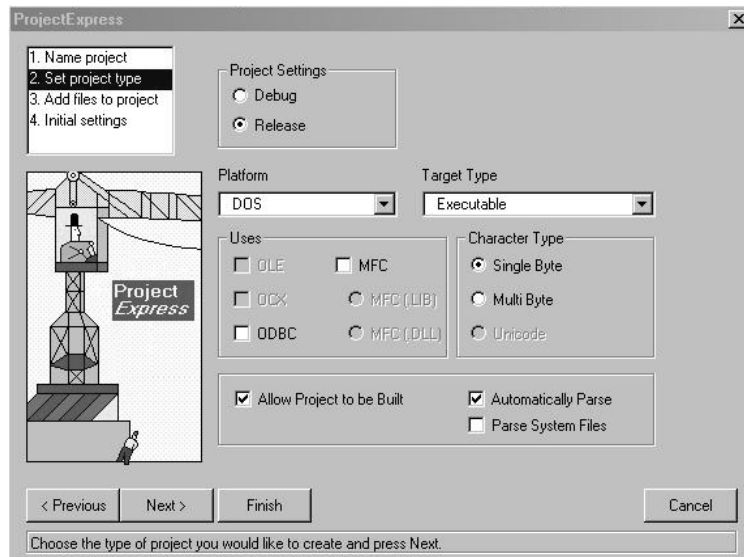 ProjectExpress
1. Name project
2. Set project type
3. Add files to project
4. Initial settings
Project Settings
Debug
Release
Platform
DOS
Target Type
Executable
Uses
OLE
MFC
OCX
MFC (.LIB)
ODBC
MFC (.DLL)
Character Type
Single Byte
Multi Byte
Unicode
Project
Express
Allow Project to be Built
Automatically Parse
Parse System Files
< Previous
Next >
Finish
Cancel
Choose the type of project you would like to create and press Next.